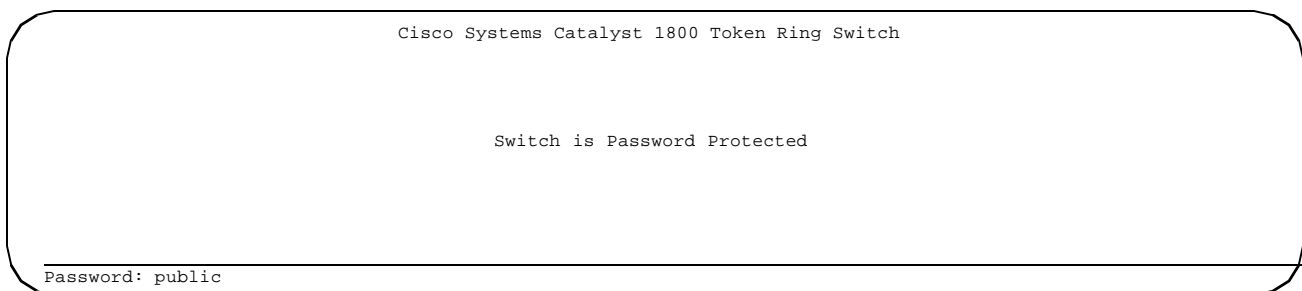 Cisco Systems Catalyst 1800 Token Ring Switch
Switch is Password Protected
Password: public